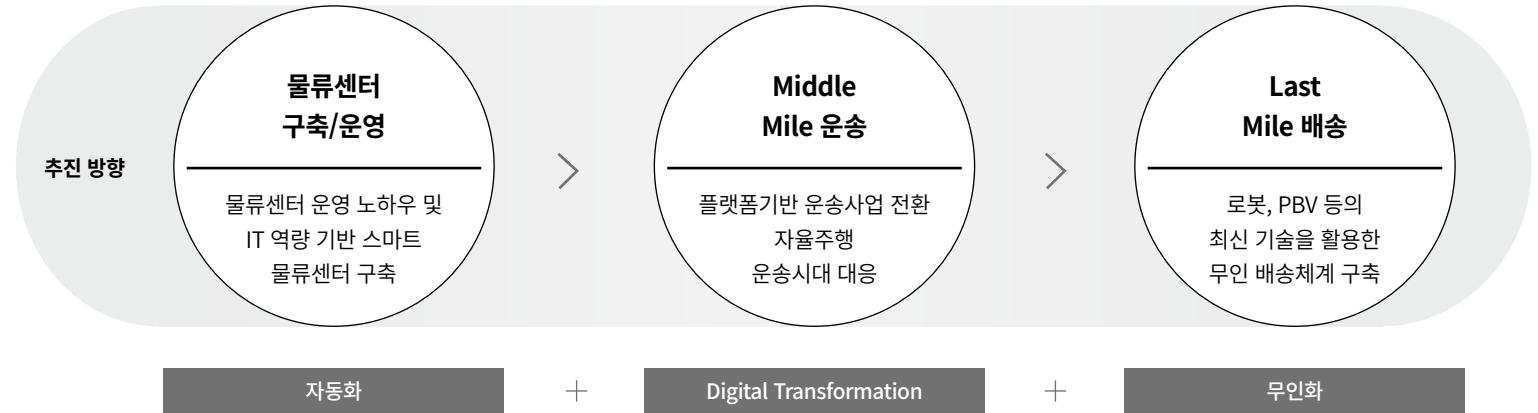 추진 방향
물류센터
구축/운영
물류센터 운영 노하우 및
IT 역량 기반 스마트
물류센터 구축
Middle
Mile 운송
플랫폼기반 운송사업 전환
자율주행
운송시대 대응
Last
Mile 배송
로봇, PBV 등의
최신 기술을 활용한
무인 배송체계 구축
자동화
+
Digital Transformation
+
무인화